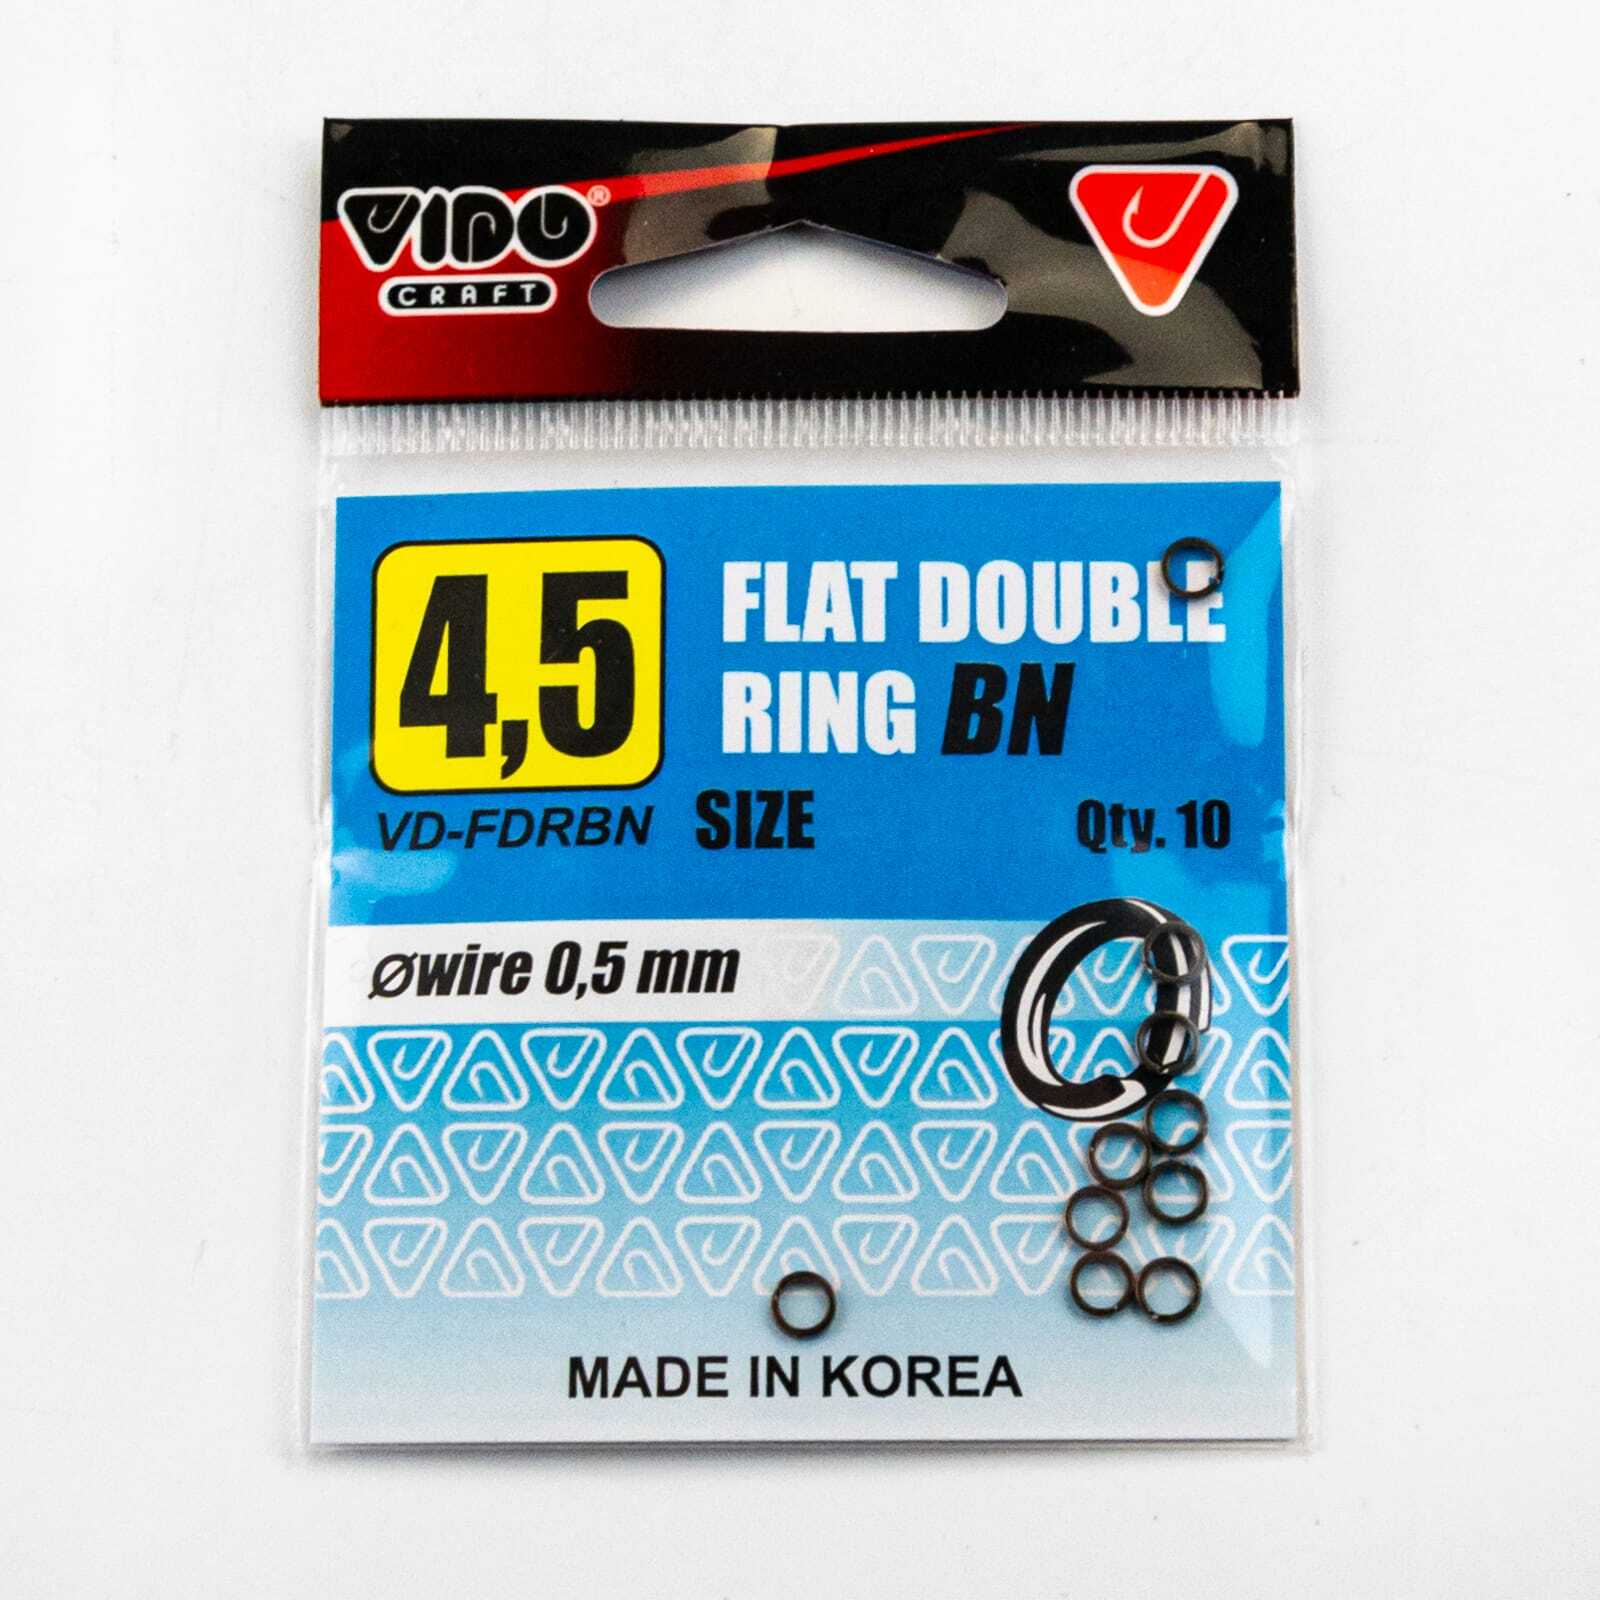 VIDO®
CRAFT
4,5
FLAT DOUBLE
RING BN
VD-FDRBN SIZE Qty. 10
øwire 0,5 mm
MADE IN KOREA